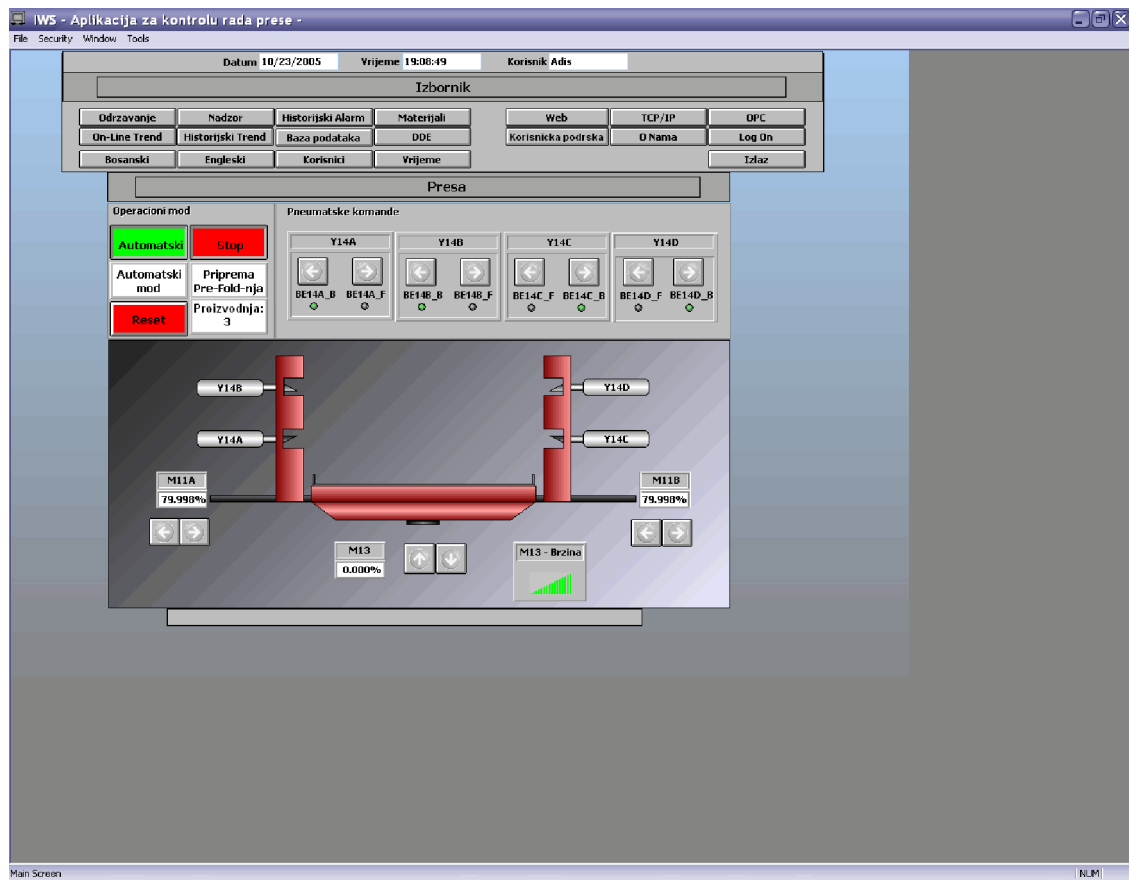 IWS - Aplikacija za kontrolu rada prese -
File Security Window Tools
Datum 10/23/2005 Vrijeme 19:08:49 Korisnik Adis
Izbornik
Odrzavanje Nadzor Historijski Alarm Materijali Web TCP/IP OPC
On-Line Trend Historijski Trend Baza podataka DDE Korisnicka podrska O Nama Log On
Bosanski Engleski Korisnici Vrijeme Izlaz
Presa
Operacioni mod Pneumatske komande
Automatski Stop Y14A Y14B Y14C Y14D
Automatski mod Priprema Pre-Fold-nja
BE14A_B BE14A_F BE14B_B BE14B_F BE14C_F BE14C_B BE14D_F BE14D_B
Reset Proizvodnja: 3
Y14B Y14D
Y14A Y14C
M11A M11B
79.998% 79.998%
M13 M13 - Brzina
0.000%
Main Screen NUM